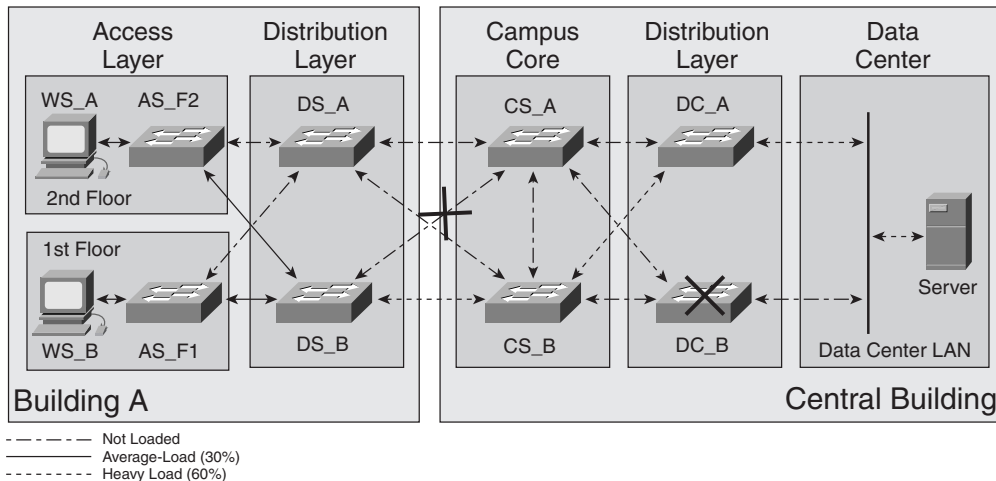 Access
Layer
Distribution
Layer
Campus
Core
Distribution
Layer
Data
Center
WS_A
AS_F2
DS_A
CS_A
DC_A
2nd Floor
1st Floor
WS_B
AS_F1
DS_B
CS_B
DC_B
Server
Data Center LAN
Building A
Central Building
Not Loaded
Average-Load (30%)
Heavy Load (60%)